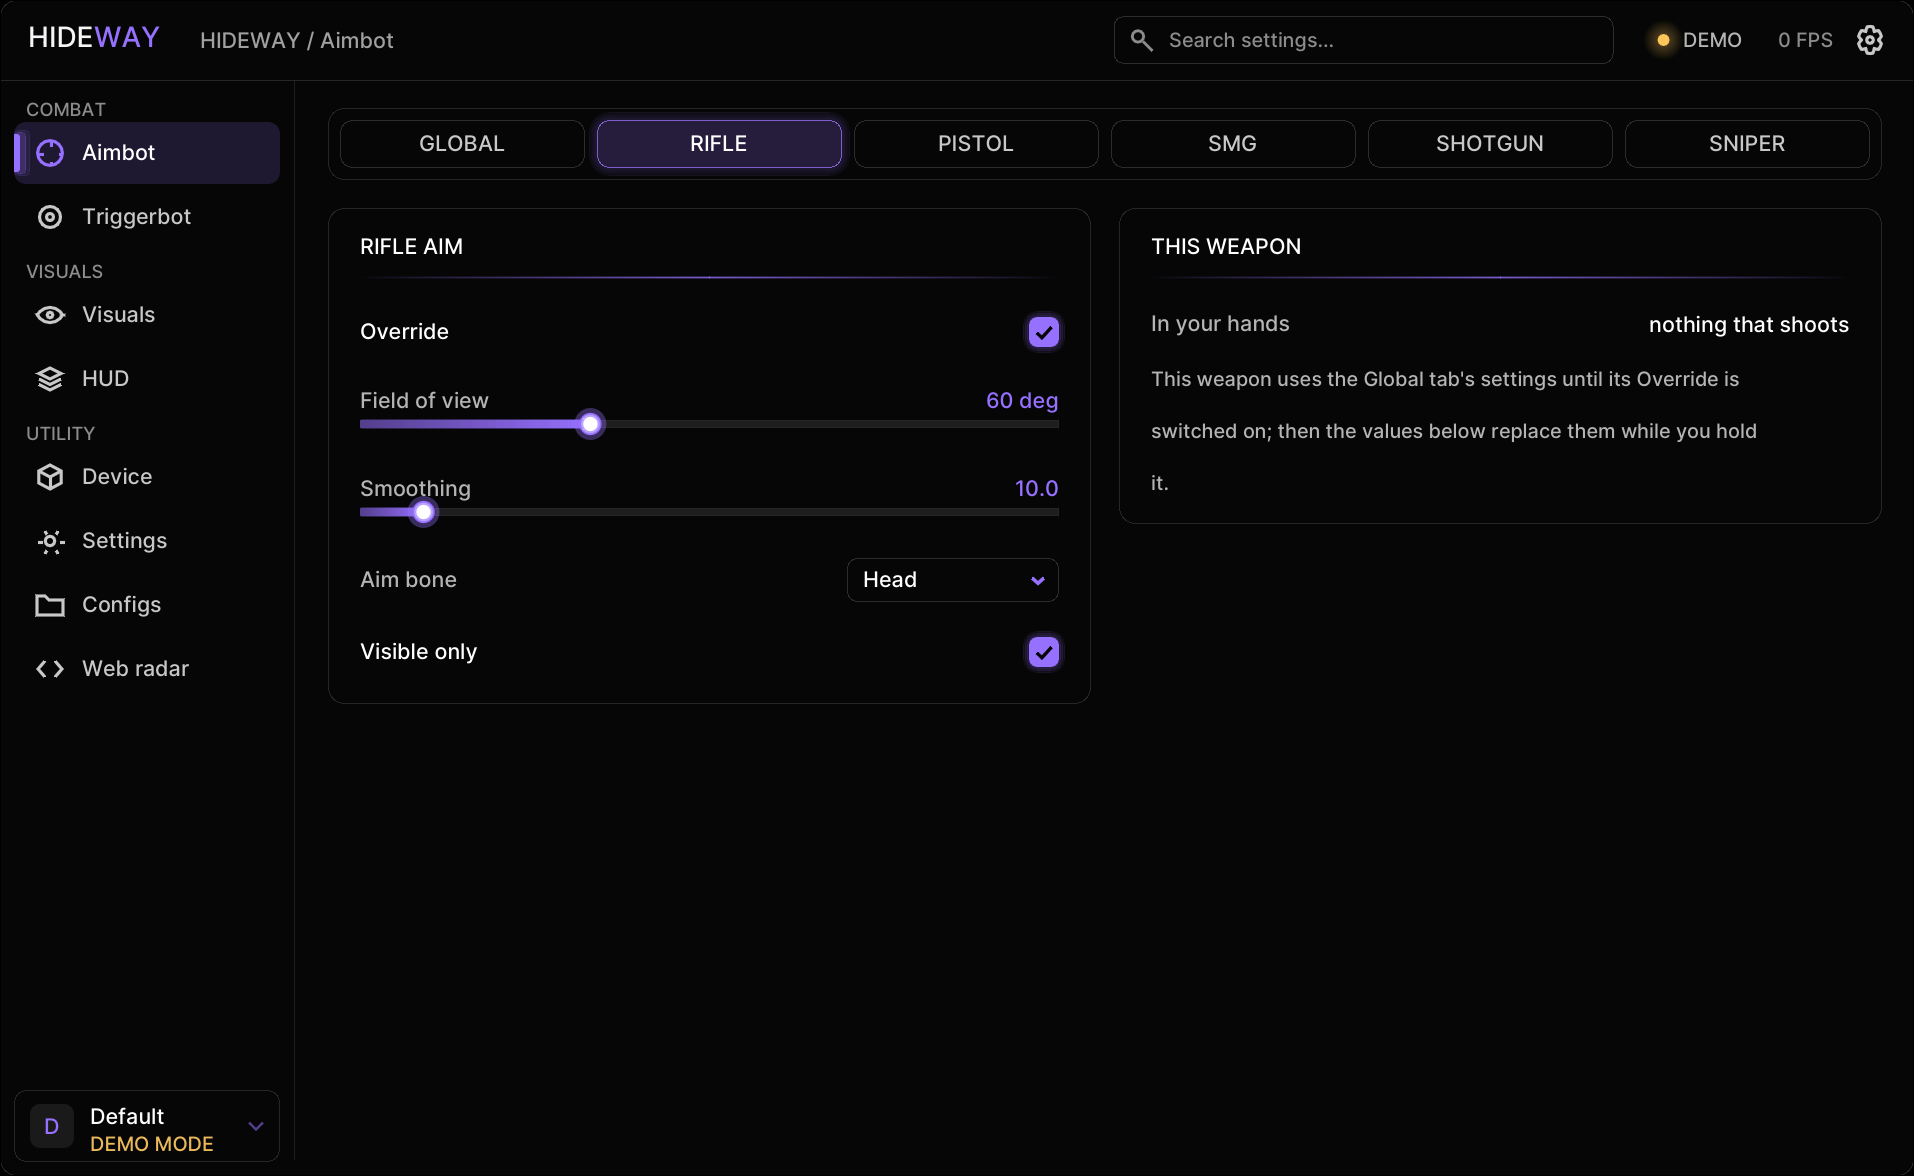 HIDEWAY
HIDEWAY / Aimbot
Search settings...
DEMO
0 FPS
COMBAT
Aimbot
Triggerbot
VISUALS
Visuals
HUD
UTILITY
Device
Settings
Configs
Web radar
D
Default
DEMO MODE
GLOBAL
RIFLE
PISTOL
SMG
SHOTGUN
SNIPER
RIFLE AIM
Override
Field of view
60 deg
Smoothing
10.0
Aim bone
Head
Visible only
THIS WEAPON
In your hands
nothing that shoots
This weapon uses the Global tab's settings until its Override is
switched on; then the values below replace them while you hold
it.